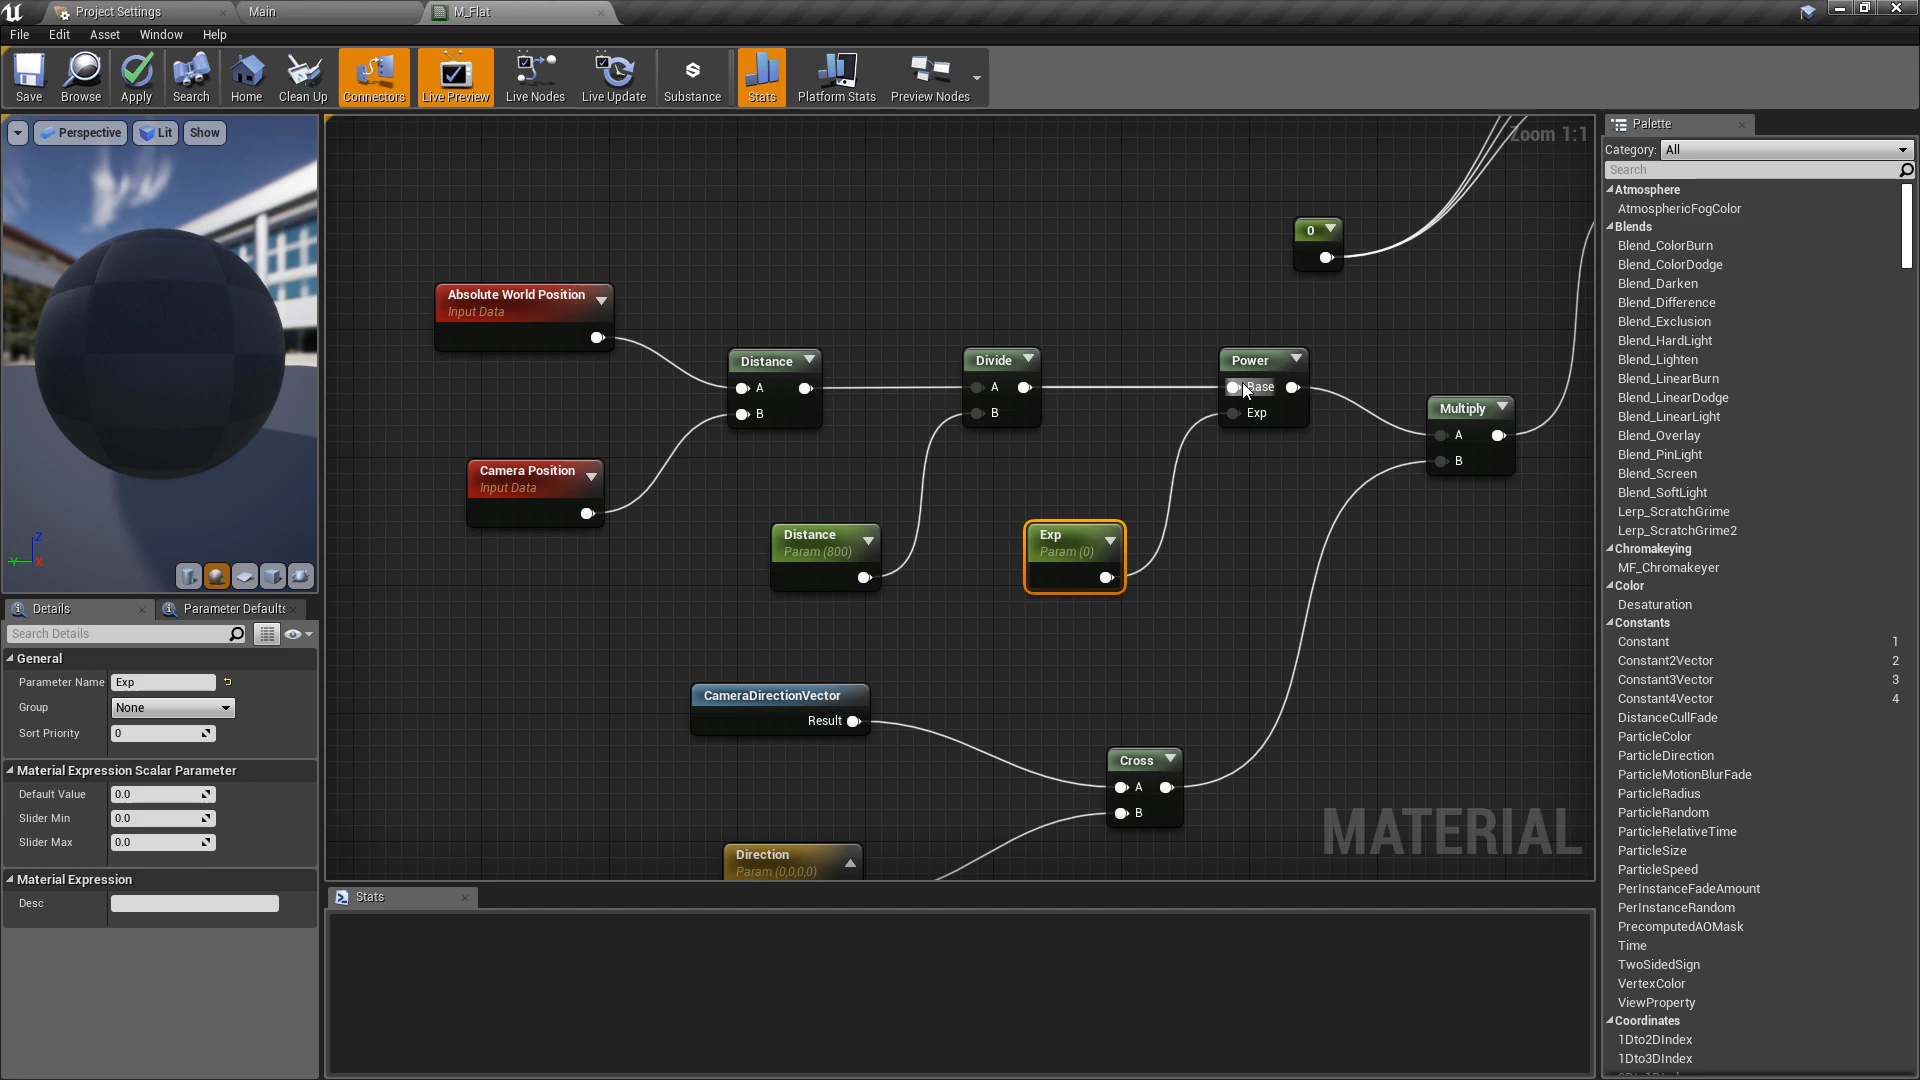 Project Settings
Main
M_Flat
File Edit Asset Window Help
Save Browse Apply Search Home Clean Up Connectors Live Preview Live Nodes Live Update Substance Stats Platform Stats Preview Nodes
Perspective Lit Show
Zoom 1:1
0
Absolute World Position
Input Data
Distance
A
B
Divide
A
B
Power
Base
Exp
Multiply
A
B
Camera Position
Input Data
Distance
Param (800)
Exp
Param (0)
CameraDirectionVector
Result
Cross
A
B
Direction
Param (0,0,0,0)
MATERIAL
Z
Y
X
Details
Parameter Defaults
Search Details
General
Parameter Name Exp
Group None
Sort Priority 0
Material Expression Scalar Parameter
Default Value 0.0
Slider Min 0.0
Slider Max 0.0
Material Expression
Desc
Stats
Palette
Category: All
Search
Atmosphere
AtmosphericFogColor
Blends
Blend_ColorBurn
Blend_ColorDodge
Blend_Darken
Blend_Difference
Blend_Exclusion
Blend_HardLight
Blend_Lighten
Blend_LinearBurn
Blend_LinearDodge
Blend_LinearLight
Blend_Overlay
Blend_PinLight
Blend_Screen
Blend_SoftLight
Lerp_ScratchGrime
Lerp_ScratchGrime2
Chromakeying
MF_Chromakeyer
Color
Desaturation
Constants
Constant 1
Constant2Vector 2
Constant3Vector 3
Constant4Vector 4
DistanceCullFade
ParticleColor
ParticleDirection
ParticleMotionBlurFade
ParticleRadius
ParticleRandom
ParticleRelativeTime
ParticleSize
ParticleSpeed
PerInstanceFadeAmount
PerInstanceRandom
PrecomputedAOMask
Time
TwoSidedSign
VertexColor
ViewProperty
Coordinates
1Dto2DIndex
1Dto3DIndex